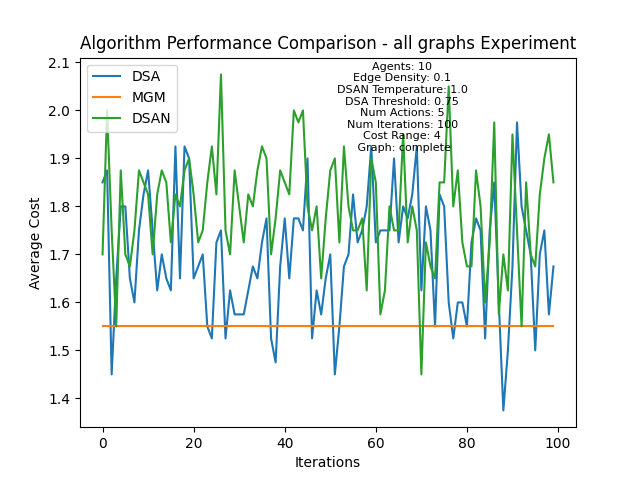 Algorithm Performance Comparison - all graphs Experiment
DSA
MGM
DSAN
Agents: 10
Edge Density: 0.1
DSAN Temperature: 1.0
DSA Threshold: 0.75
Num Actions: 5
Num Iterations: 100
Cost Range: 4
Graph: complete
2.1
2.0
1.9
1.8
1.7
1.6
1.5
1.4
Average Cost
0 20 40 60 80 100
Iterations